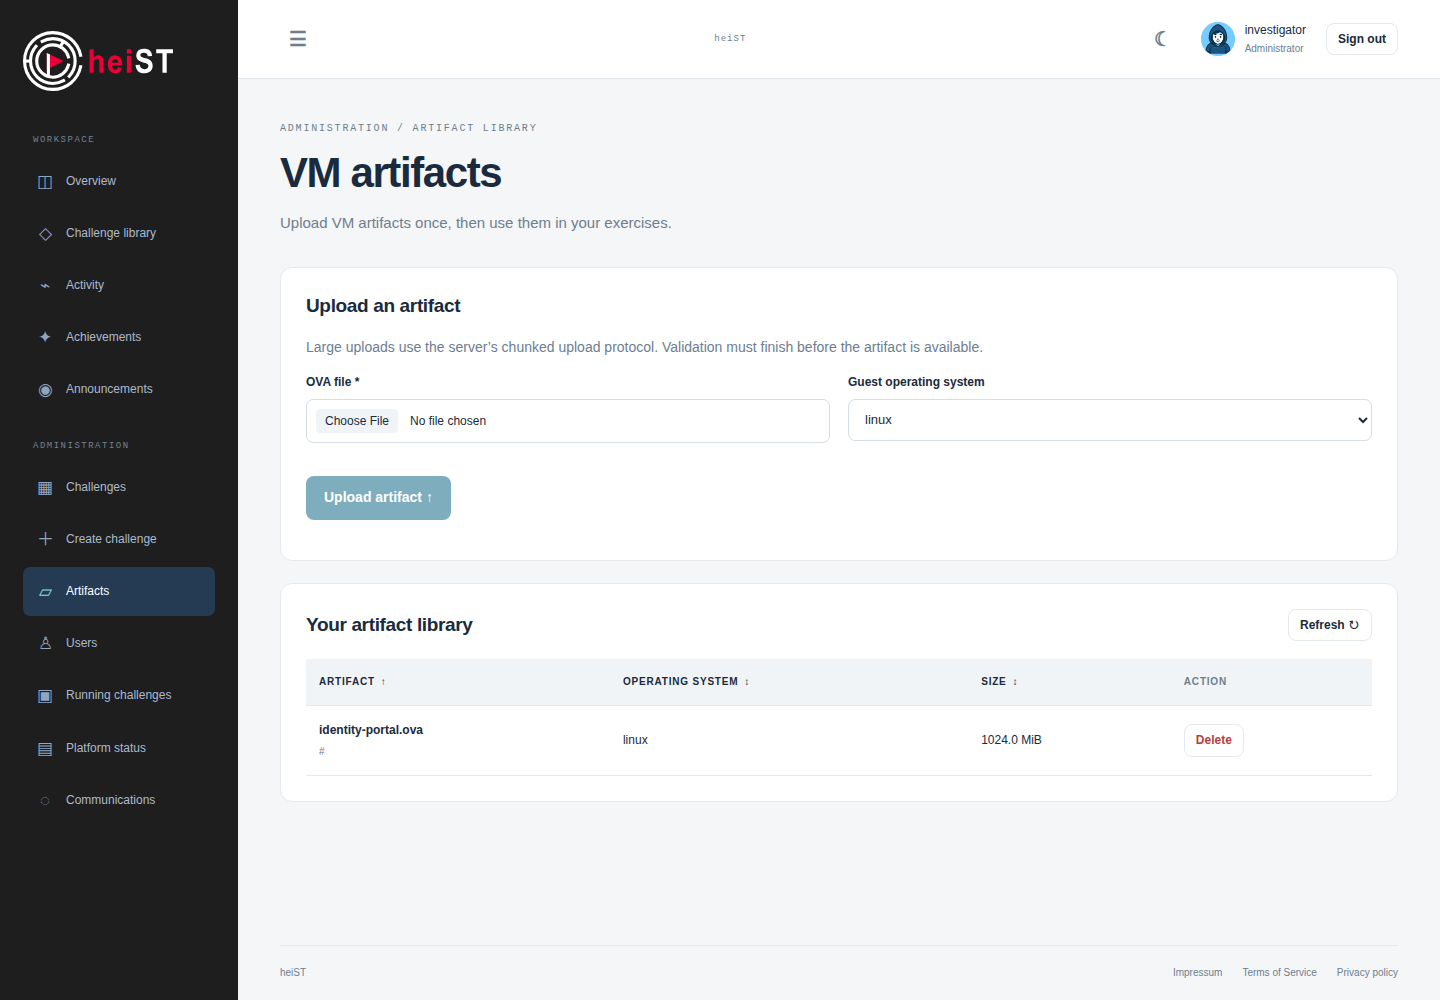 heiST
WORKSPACE
Overview
Challenge library
Activity
Achievements
Announcements
ADMINISTRATION
Challenges
Create challenge
Artifacts
Users
Running challenges
Platform status
Communications
heiST
investigator
Administrator
Sign out
ADMINISTRATION / ARTIFACT LIBRARY
VM artifacts
Upload VM artifacts once, then use them in your exercises.
Upload an artifact
Large uploads use the server’s chunked upload protocol. Validation must finish before the artifact is available.
OVA file *
Guest operating system
Choose File No file chosen
linux
Upload artifact ↑
Your artifact library
Refresh ↻
ARTIFACT ↑ OPERATING SYSTEM ↕ SIZE ↕ ACTION
identity-portal.ova
#
linux
1024.0 MiB
Delete
heiST
Impressum Terms of Service Privacy policy